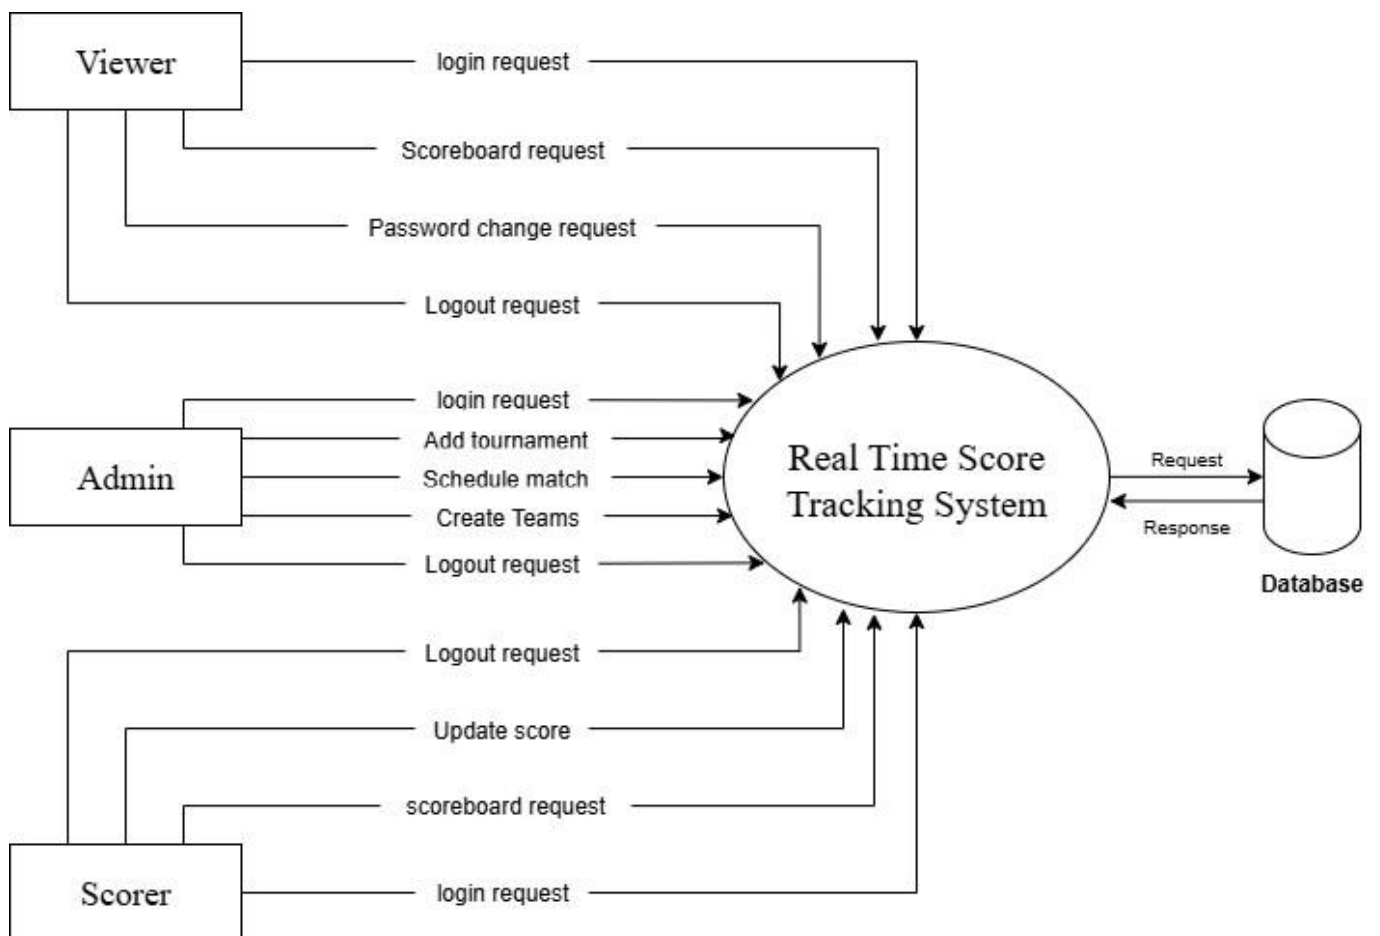 Viewer
login request
Scoreboard request
Password change request
Logout request
login request
Add tournament
Admin
Schedule match
Create Teams
Logout request
Real Time Score
Tracking System
Request
Response
Database
Logout request
Update score
scoreboard request
Scorer
login request